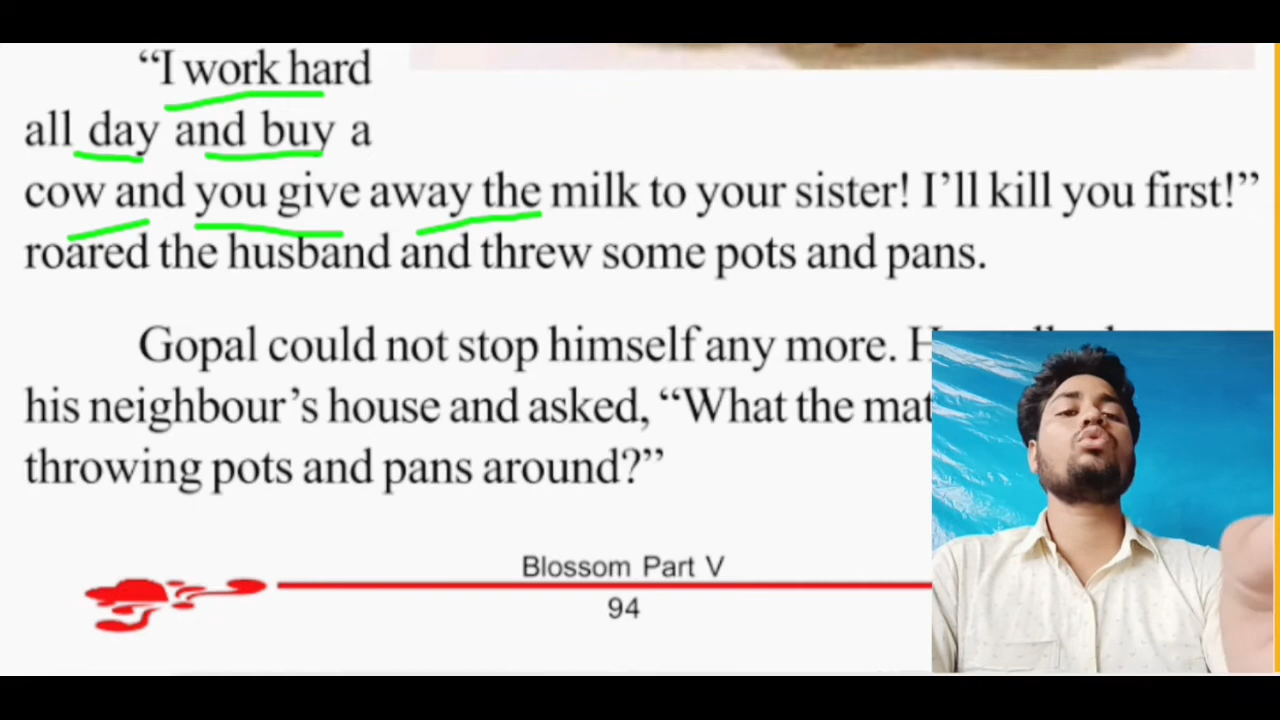 “I work hard
all day and buy a
cow and you give away the milk to your sister! I’ll kill you first!”
roared the husband and threw some pots and pans.
Gopal could not stop himself any more.
his neighbour’s house and asked, “What the
throwing pots and pans around?”
Blossom Part V
94